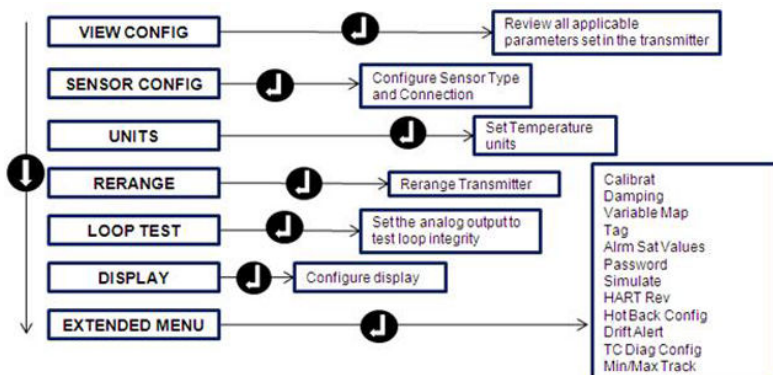 VIEW CONFIG
Review all applicable
parameters set in the transmitter
SENSOR CONFIG
Configure Sensor Type
and Connection
UNITS
Set Temperature
units
RERANGE
Rerange Transmitter
LOOP TEST
Set the analog output to
test loop integrity
DISPLAY
Configure display
EXTENDED MENU
Calibrat
Damping
Variable Map
Tag
Alrm Sat Values
Password
Simulate
HART Rev
Hot Back Config
Drift Alert
TC Diag Config
Min/Max Track